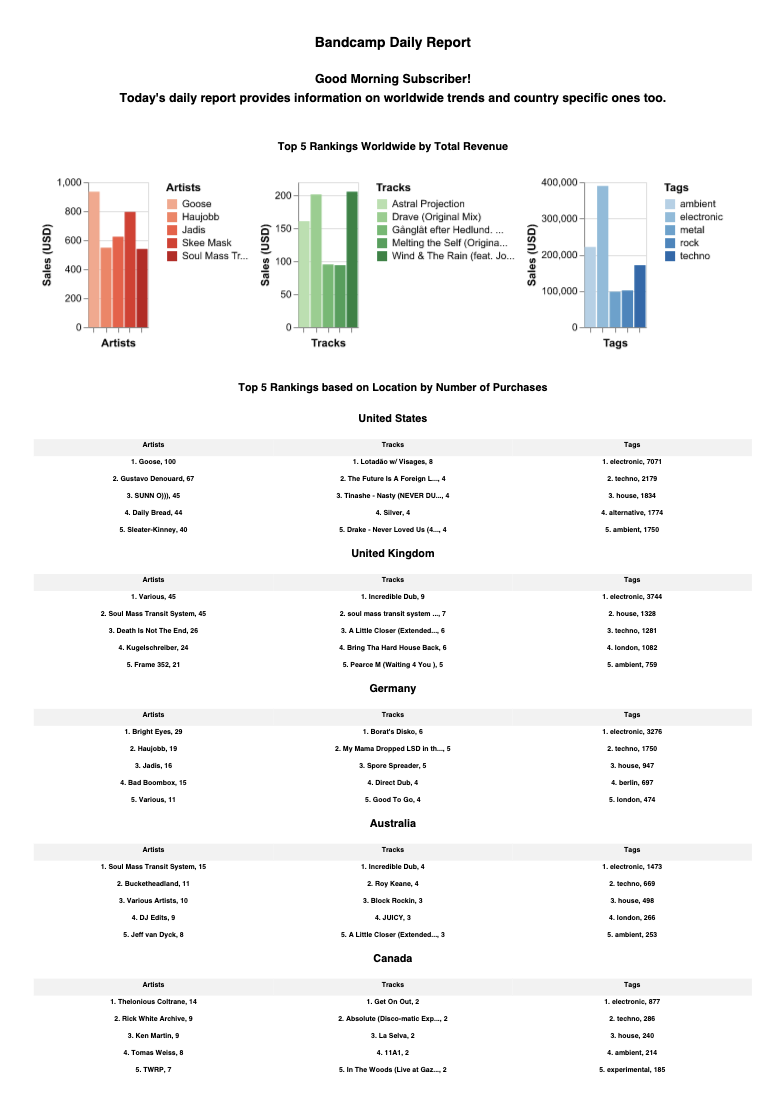 Bandcamp Daily Report
Good Morning Subscriber!
Today's daily report provides information on worldwide trends and country specific ones too.
Top 5 Rankings Worldwide by Total Revenue
1,000
800
600
400
200
0
Sales (USD)
Artists
Artists
Goose
Haujobb
Jadis
Skee Mask
Soul Mass Tr...
200
150
100
50
0
Sales (USD)
Tracks
Tracks
Astral Projection
Drave (Original Mix)
Gånglåt efter Hedlund. ...
Melting the Self (Origina...
Wind & The Rain (feat. Jo...
400,000
300,000
200,000
100,000
0
Sales (USD)
Tags
Tags
ambient
electronic
metal
rock
techno
Top 5 Rankings based on Location by Number of Purchases
United States
Artists Tracks Tags
1. Goose, 100 1. Lotadão w/ Visages, 8 1. electronic, 7071
2. Gustavo Denouard, 67 2. The Future Is A Foreign L..., 4 2. techno, 2179
3. SUNN O))), 45 3. Tinashe - Nasty (NEVER DU..., 4 3. house, 1834
4. Daily Bread, 44 4. Silver, 4 4. alternative, 1774
5. Sleater-Kinney, 40 5. Drake - Never Loved Us (4..., 4 5. ambient, 1750
United Kingdom
Artists Tracks Tags
1. Various, 45 1. Incredible Dub, 9 1. electronic, 3744
2. Soul Mass Transit System, 45 2. soul mass transit system ..., 7 2. house, 1328
3. Death Is Not The End, 26 3. A Little Closer (Extended..., 6 3. techno, 1281
4. Kugelschreiber, 24 4. Bring Tha Hard House Back, 6 4. london, 1082
5. Frame 352, 21 5. Pearce M (Waiting 4 You ), 5 5. ambient, 759
Germany
Artists Tracks Tags
1. Bright Eyes, 29 1. Borat's Disko, 6 1. electronic, 3276
2. Haujobb, 19 2. My Mama Dropped LSD in th..., 5 2. techno, 1750
3. Jadis, 16 3. Spore Spreader, 5 3. house, 947
4. Bad Boombox, 15 4. Direct Dub, 4 4. berlin, 697
5. Various, 11 5. Good To Go, 4 5. london, 474
Australia
Artists Tracks Tags
1. Soul Mass Transit System, 15 1. Incredible Dub, 4 1. electronic, 1473
2. Bucketheadland, 11 2. Roy Keane, 4 2. techno, 669
3. Various Artists, 10 3. Block Rockin, 3 3. house, 498
4. DJ Edits, 9 4. JUICY, 3 4. london, 266
5. Jeff van Dyck, 8 5. A Little Closer (Extended..., 3 5. ambient, 253
Canada
Artists Tracks Tags
1. Thelonious Coltrane, 14 1. Get On Out, 2 1. electronic, 877
2. Rick White Archive, 9 2. Absolute (Disco-matic Exp..., 2 2. techno, 286
3. Ken Martin, 9 3. La Selva, 2 3. house, 240
4. Tomas Weiss, 8 4. 11A1, 2 4. ambient, 214
5. TWRP, 7 5. In The Woods (Live at Gaz..., 2 5. experimental, 185